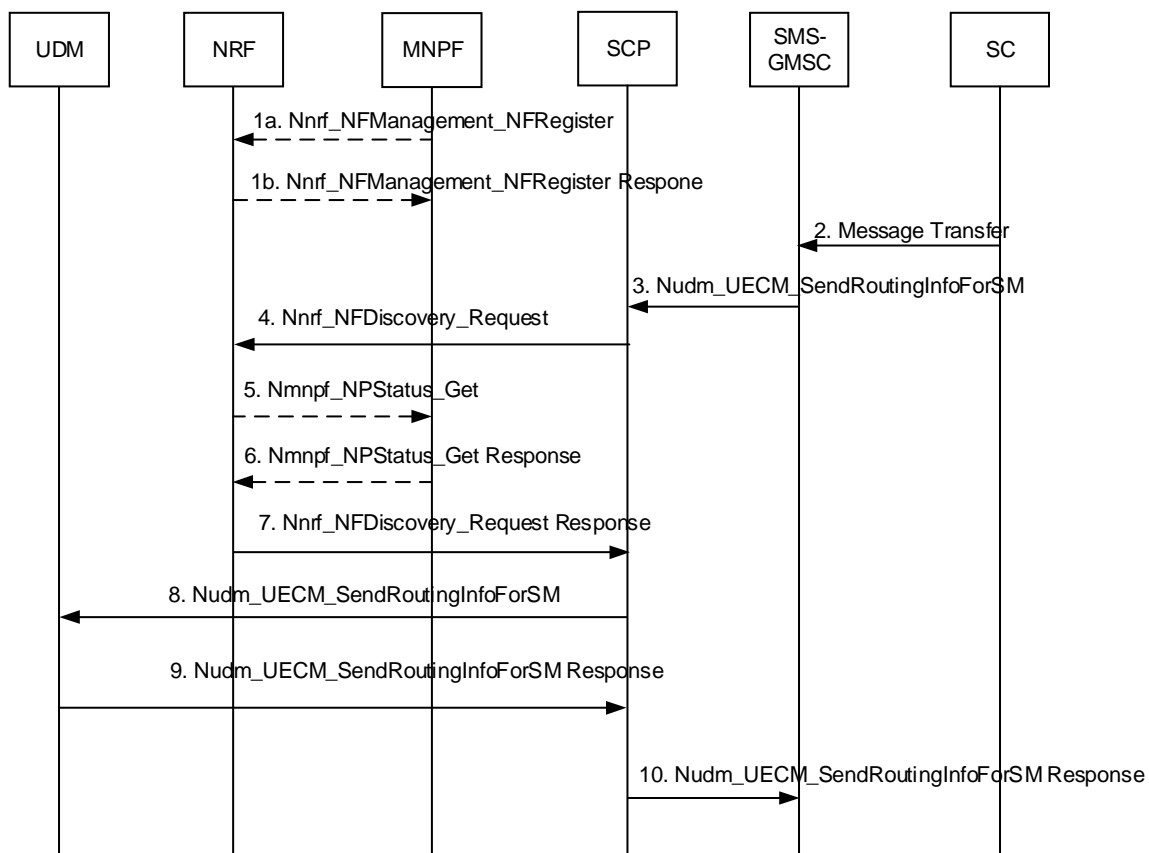 UDM
NRF
MNPF
SCP
SMS-
GMSC
SC
1a. Nnrf_NFManagement_NFRegister
1b. Nnrf_NFManagement_NFRegister Respone
2. Message Transfer
3. Nudm_UECM_SendRoutingInfoForSM
4. Nnrf_NFDiscovery_Request
5. Nmnpf_NPStatus_Get
6. Nmnpf_NPStatus_Get Response
7. Nnrf_NFDiscovery_Request Response
8. Nudm_UECM_SendRoutingInfoForSM
9. Nudm_UECM_SendRoutingInfoForSM Response
10. Nudm_UECM_SendRoutingInfoForSM Response